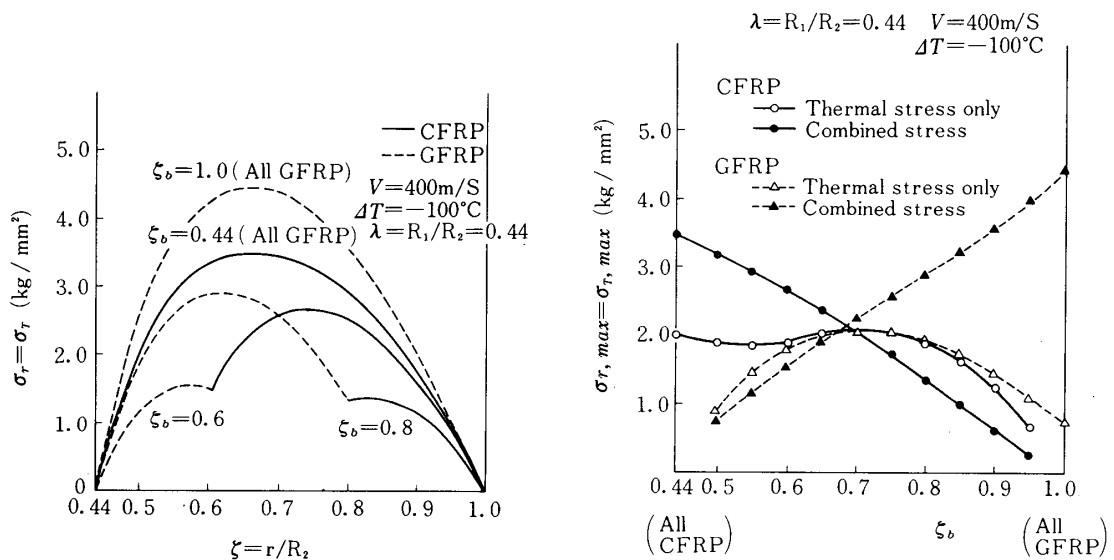 5.0
4.0
3.0
2.0
1.0
0
σr=σT (kg / mm²)
CFRP
GFRP
ζb=1.0 ( All GFRP)
V=400m/S
ΔT=−100°C
ζb=0.44 (All GFRP) λ=R1/R2=0.44
ζb=0.6
ζb=0.8
0.44 0.5 0.6 0.7 0.8 0.9 1.0
ζ=r/R2
λ=R1/R2=0.44 V=400m/S
ΔT=−100°C
CFRP
Thermal stress only
Combined stress
GFRP
Thermal stress only
Combined stress
5.0
4.0
3.0
2.0
1.0
σr, max=σT, max (kg / mm²)
0.44 0.5 0.6 0.7 0.8 0.9 1.0
(All CFRP)
ζb
(All GFRP)